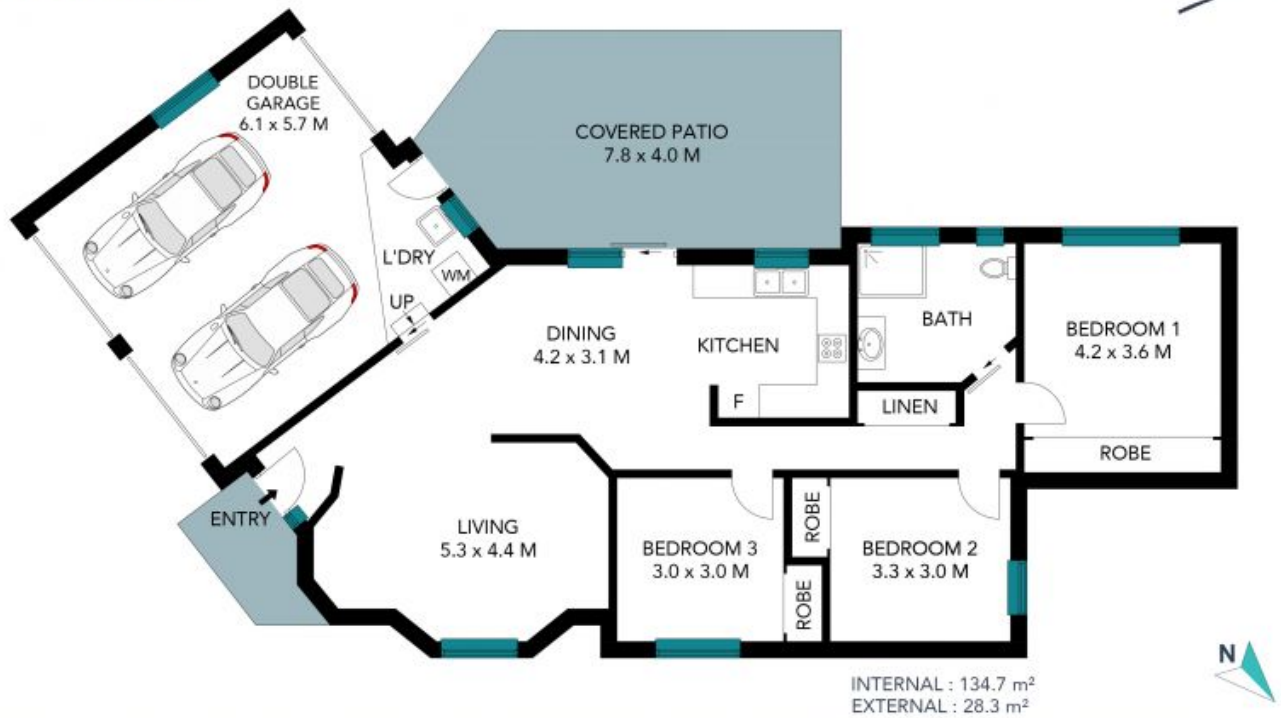 DOUBLE
GARAGE
6.1 x 5.7 M
COVERED PATIO
7.8 x 4.0 M
L'DRY
WM
UP
DINING
4.2 x 3.1 M
KITCHEN
F
BATH
LINEN
BEDROOM 1
4.2 x 3.6 M
ROBE
ENTRY
LIVING
5.3 x 4.4 M
BEDROOM 3
3.0 x 3.0 M
ROBE
ROBE
BEDROOM 2
3.3 x 3.0 M
N
INTERNAL : 134.7 m²
EXTERNAL : 28.3 m²